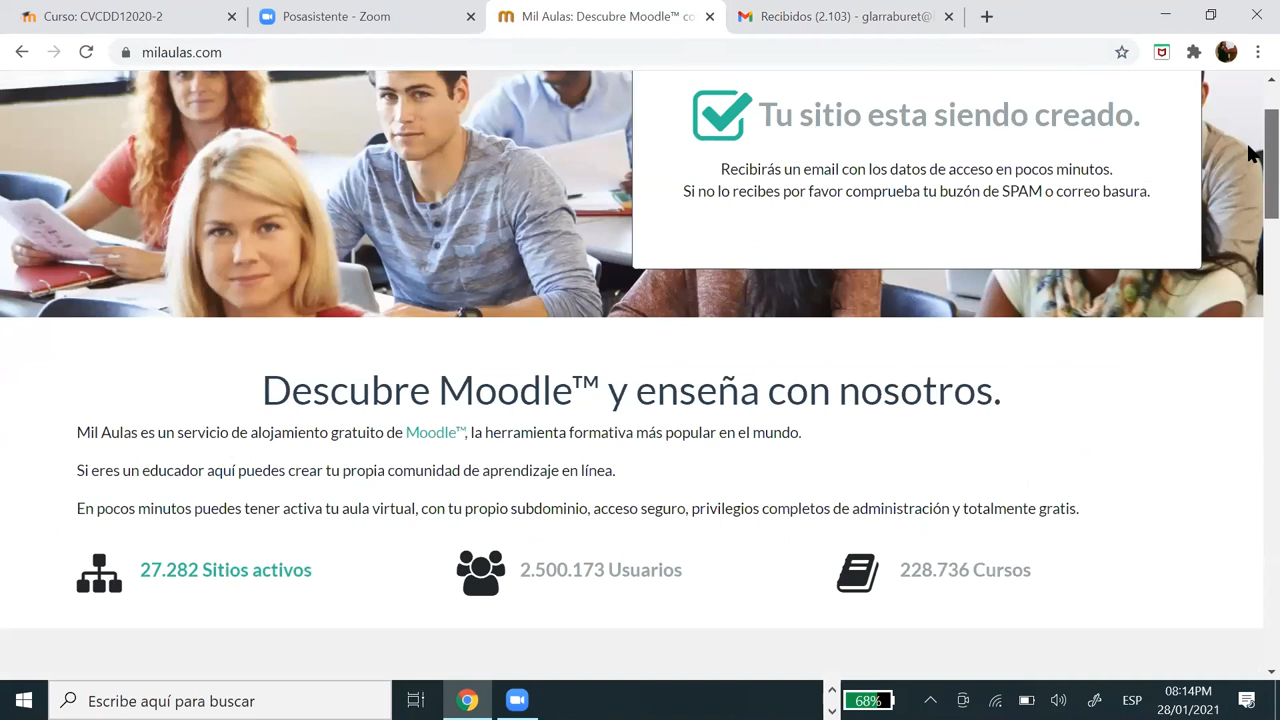 Curso: CVCDD12020-2
Posasistente - Zoom
Mil Aulas: Descubre Moodle™ co
Recibidos (2.103) - glarraburet@
milaulas.com
Tu sitio esta siendo creado.
Recibirás un email con los datos de acceso en pocos minutos.
Si no lo recibes por favor comprueba tu buzón de SPAM o correo basura.
Descubre Moodle™ y enseña con nosotros.
Mil Aulas es un servicio de alojamiento gratuito de Moodle™, la herramienta formativa más popular en el mundo.
Si eres un educador aquí puedes crear tu propia comunidad de aprendizaje en línea.
En pocos minutos puedes tener activa tu aula virtual, con tu propio subdominio, acceso seguro, privilegios completos de administración y totalmente gratis.
27.282 Sitios activos
2.500.173 Usuarios
228.736 Cursos
Escribe aquí para buscar
68%
ESP
08:14PM
28/01/2021